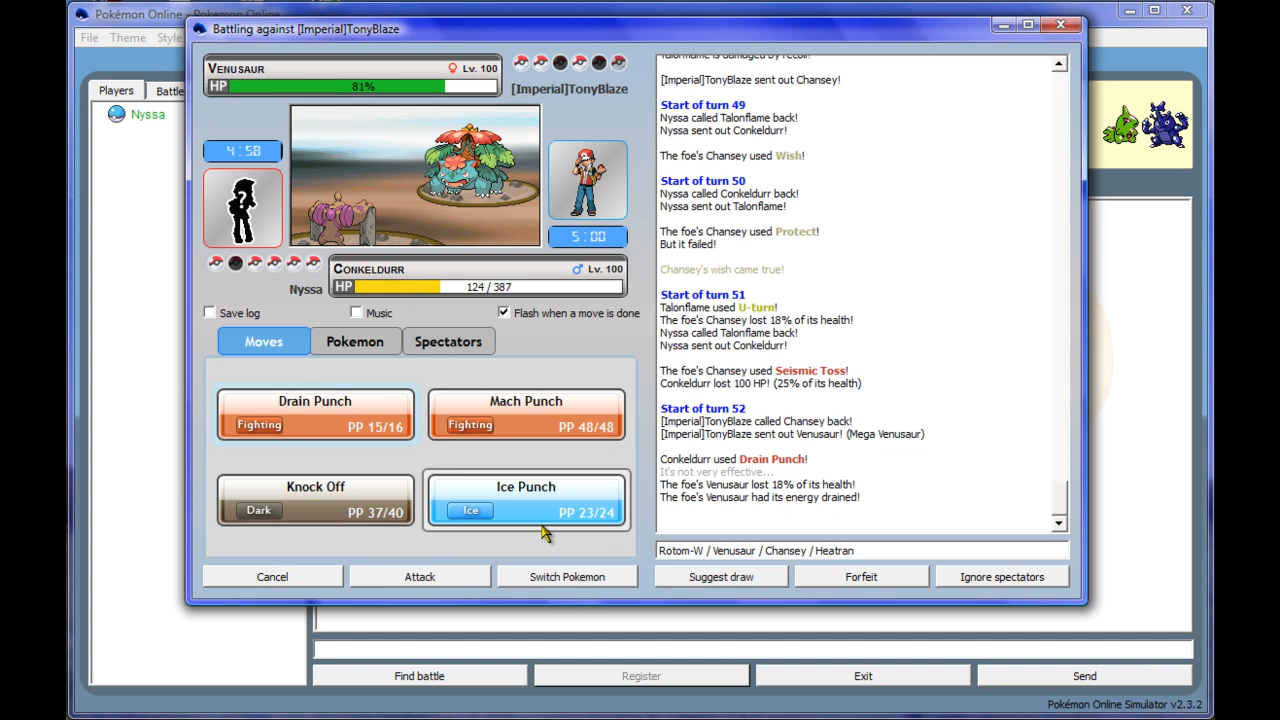 Pokémon Online - Pokémon Online
Battling against [Imperial]TonyBlaze
File Theme Style
Players Battle
Nyssa
VENUSAUR ♀ Lv. 100
HP 81%
[Imperial]TonyBlaze
4:58
5:00
CONKELDURR ♂ Lv. 100
HP 124 / 387
Nyssa
Save log Music Flash when a move is done
Moves Pokemon Spectators
Drain Punch
Fighting PP 15/16
Mach Punch
Fighting PP 48/48
Knock Off
Dark PP 37/40
Ice Punch
Ice PP 23/24
Cancel Attack Switch Pokemon
Talonflame is damaged by recoil!
[Imperial]TonyBlaze sent out Chansey!
Start of turn 49
Nyssa called Talonflame back!
Nyssa sent out Conkeldurr!
The foe's Chansey used Wish!
Start of turn 50
Nyssa called Conkeldurr back!
Nyssa sent out Talonflame!
The foe's Chansey used Protect!
But it failed!
Chansey's wish came true!
Start of turn 51
Talonflame used U-turn!
The foe's Chansey lost 18% of its health!
Nyssa called Talonflame back!
Nyssa sent out Conkeldurr!
The foe's Chansey used Seismic Toss!
Conkeldurr lost 100 HP! (25% of its health)
Start of turn 52
[Imperial]TonyBlaze called Chansey back!
[Imperial]TonyBlaze sent out Venusaur! (Mega Venusaur)
Conkeldurr used Drain Punch!
It's not very effective...
The foe's Venusaur lost 18% of its health!
The foe's Venusaur had its energy drained!
Rotom-W / Venusaur / Chansey / Heatran
Suggest draw Forfeit Ignore spectators
Find battle Register Exit Send
Pokémon Online Simulator v2.3.2